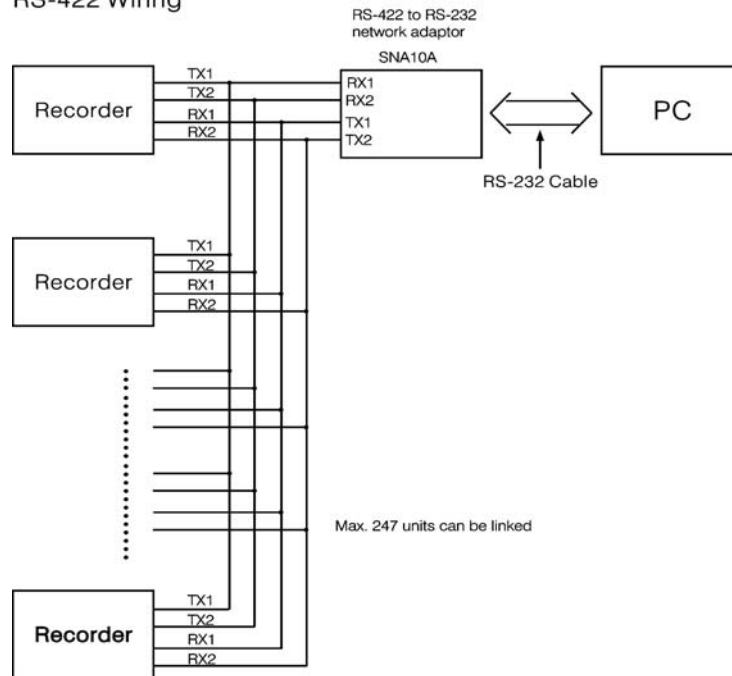 RS-422 Wiring
RS-422 to RS-232
network adaptor
SNA10A
Recorder
TX1
TX2
RX1
RX2
RX1
RX2
TX1
TX2
PC
RS-232 Cable
Recorder
TX1
TX2
RX1
RX2
Max. 247 units can be linked
Recorder
TX1
TX2
RX1
RX2